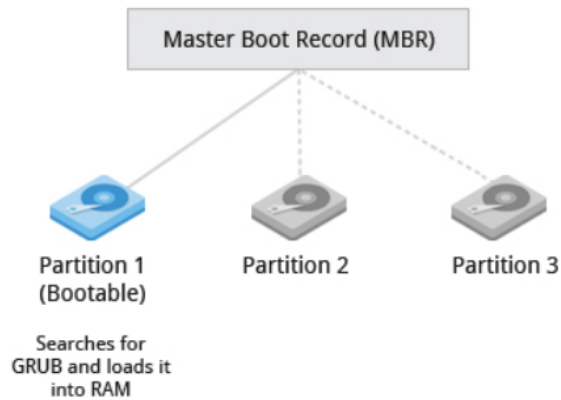 Master Boot Record (MBR)
Partition 1
(Bootable)
Partition 2
Partition 3
Searches for
GRUB and loads it
into RAM